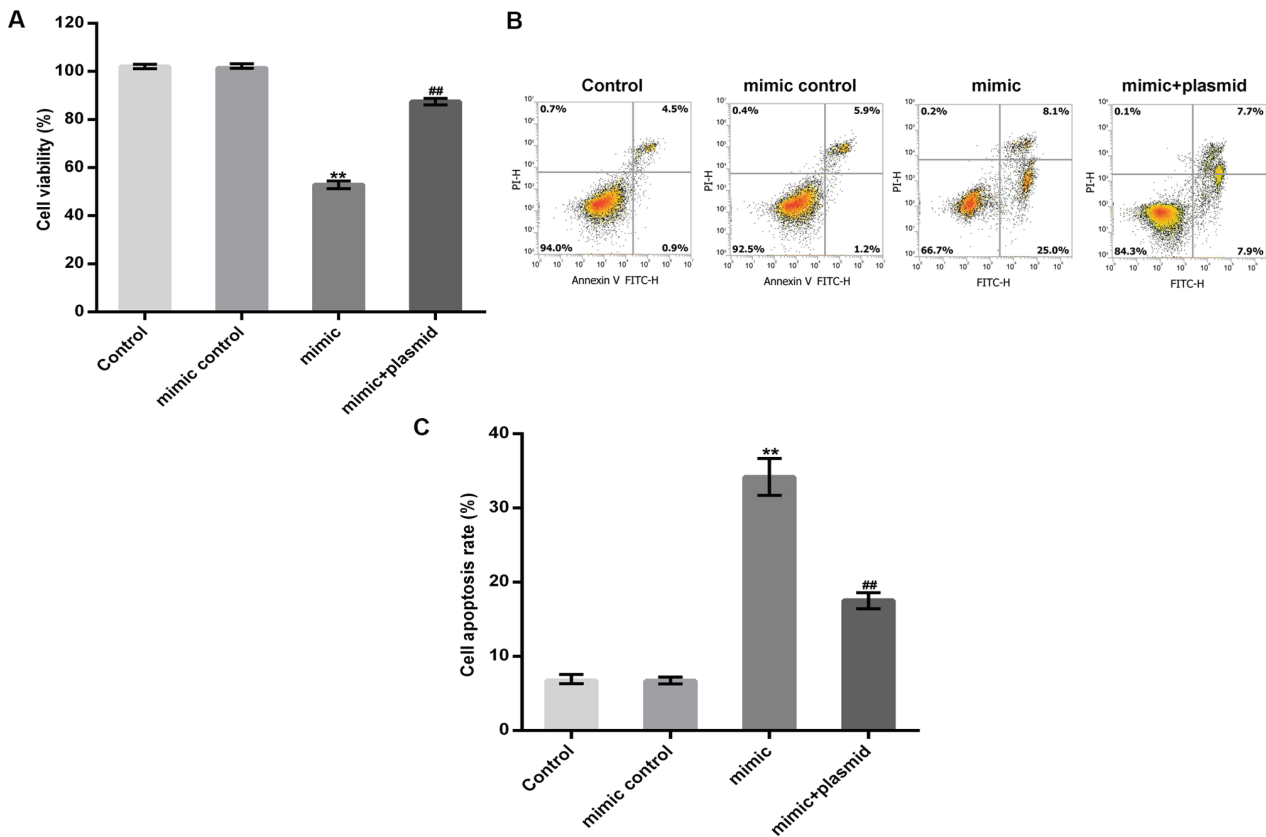 A
120
100
80
60
40
20
0
Cell viability (%)
**
##
Control
mimic control
mimic
mimic+plasmid
B
Control
0.7%
4.5%
94.0%
0.9%
PI-H
Annexin V FITC-H
mimic control
0.4%
5.9%
92.5%
1.2%
PI-H
Annexin V FITC-H
mimic
0.2%
8.1%
66.7%
25.0%
PI-H
FITC-H
mimic+plasmid
0.1%
7.7%
84.3%
7.9%
PI-H
FITC-H
C
40
30
20
10
0
Cell apoptosis rate (%)
**
##
Control
mimic control
mimic
mimic+plasmid